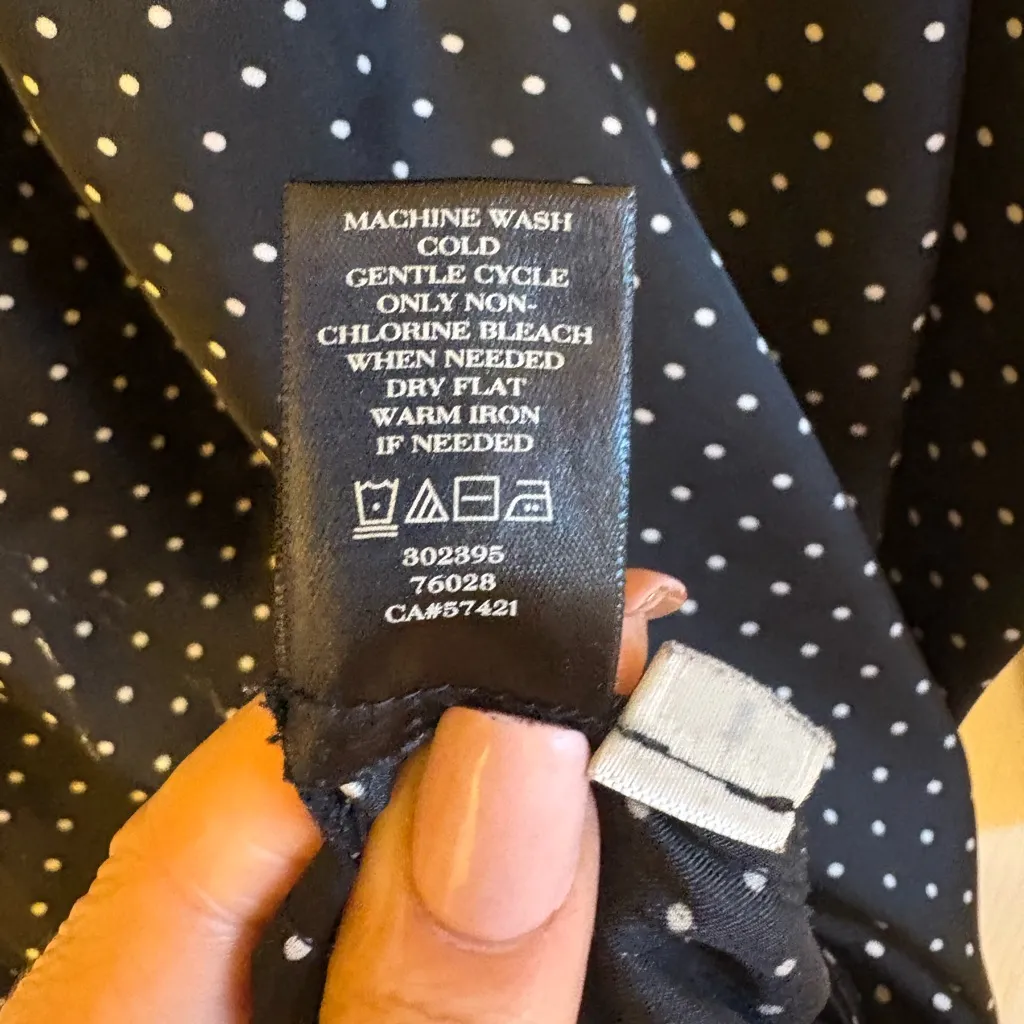 MACHINE WASH
COLD
GENTLE CYCLE
ONLY NON-
CHLORINE BLEACH
WHEN NEEDED
DRY FLAT
WARM IRON
IF NEEDED
302395
76028
CA#57421